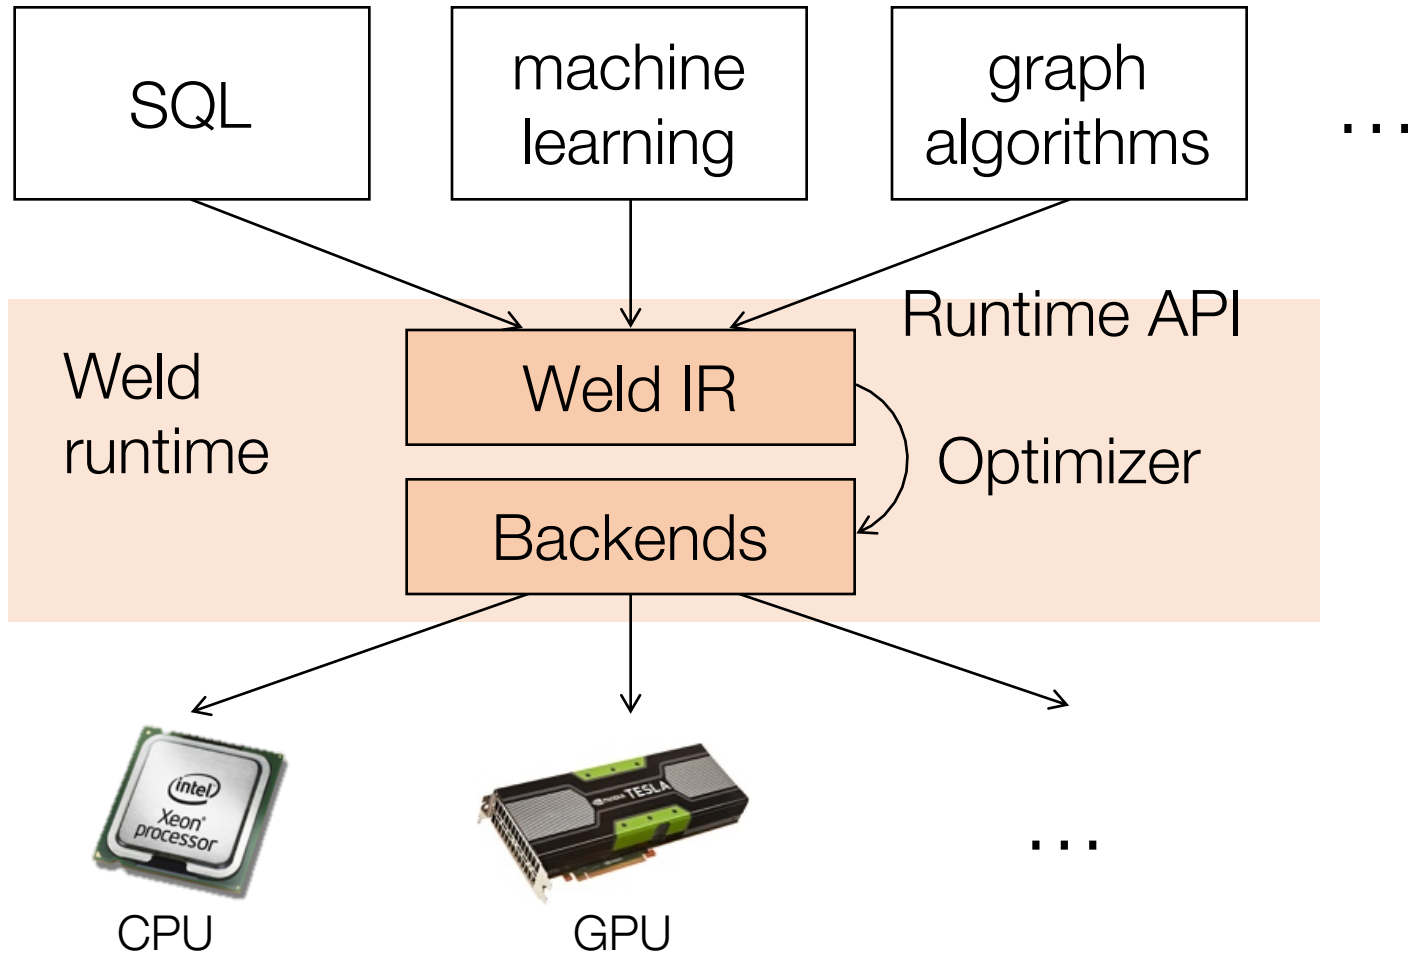 SQL
machine
learning
graph
algorithms
…
Runtime API
Weld
runtime
Weld IR
Optimizer
Backends
intel
Xeon®
processor
NVIDIA TESLA
…
CPU
GPU